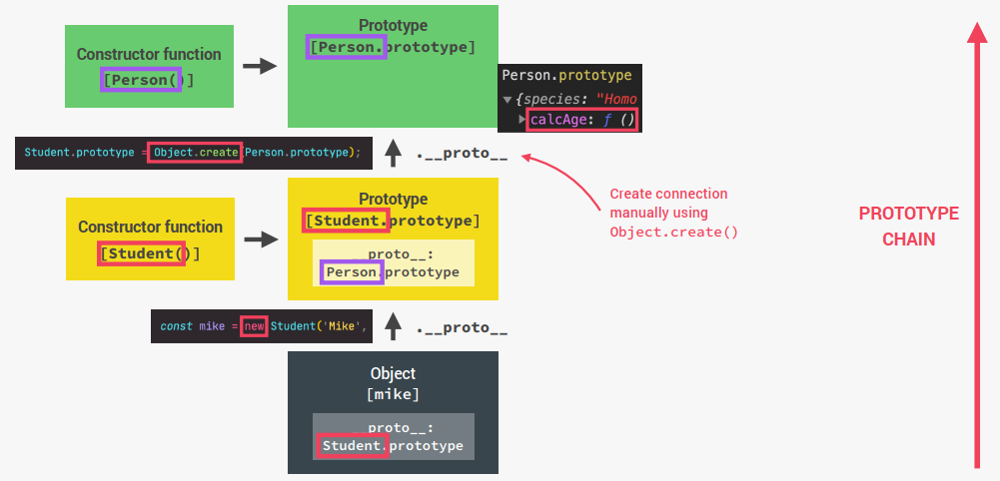 Prototype
[Person.prototype]
Constructor function
[Person()]
Person.prototype
{species: "Homo
calcAge: ƒ ()
Student.prototype = Object.create(Person.prototype);
.__proto__
Create connection
manually using
Object.create()
PROTOTYPE
CHAIN
Prototype
[Student.prototype]
Constructor function
[Student()]
__proto__:
Person.prototype
const mike = new Student('Mike',
.__proto__
Object
[mike]
__proto__:
Student.prototype